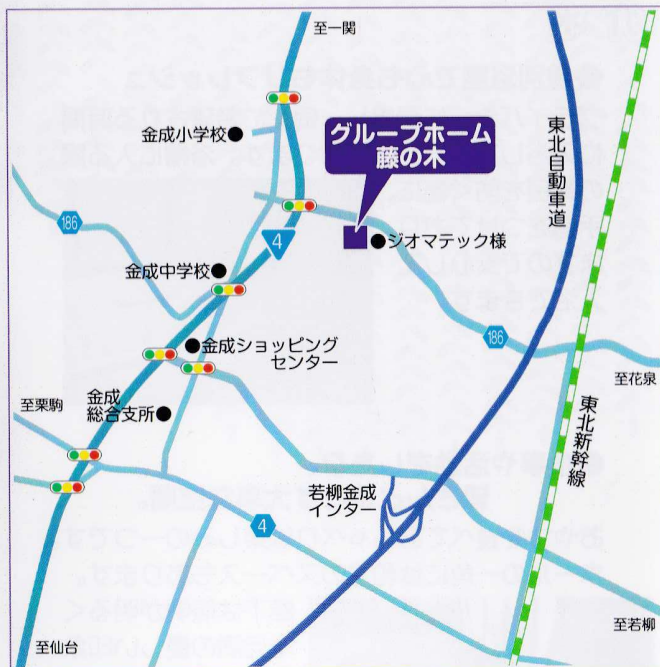 至一関
金成小学校
グループホーム
藤の木
東北自動車道
186
4
ジオマテック様
金成中学校
金成ショッピング
センター
186
至花泉
至栗駒
金成
総合支所
東北新幹線
若柳金成
インター
4
至若柳
至仙台